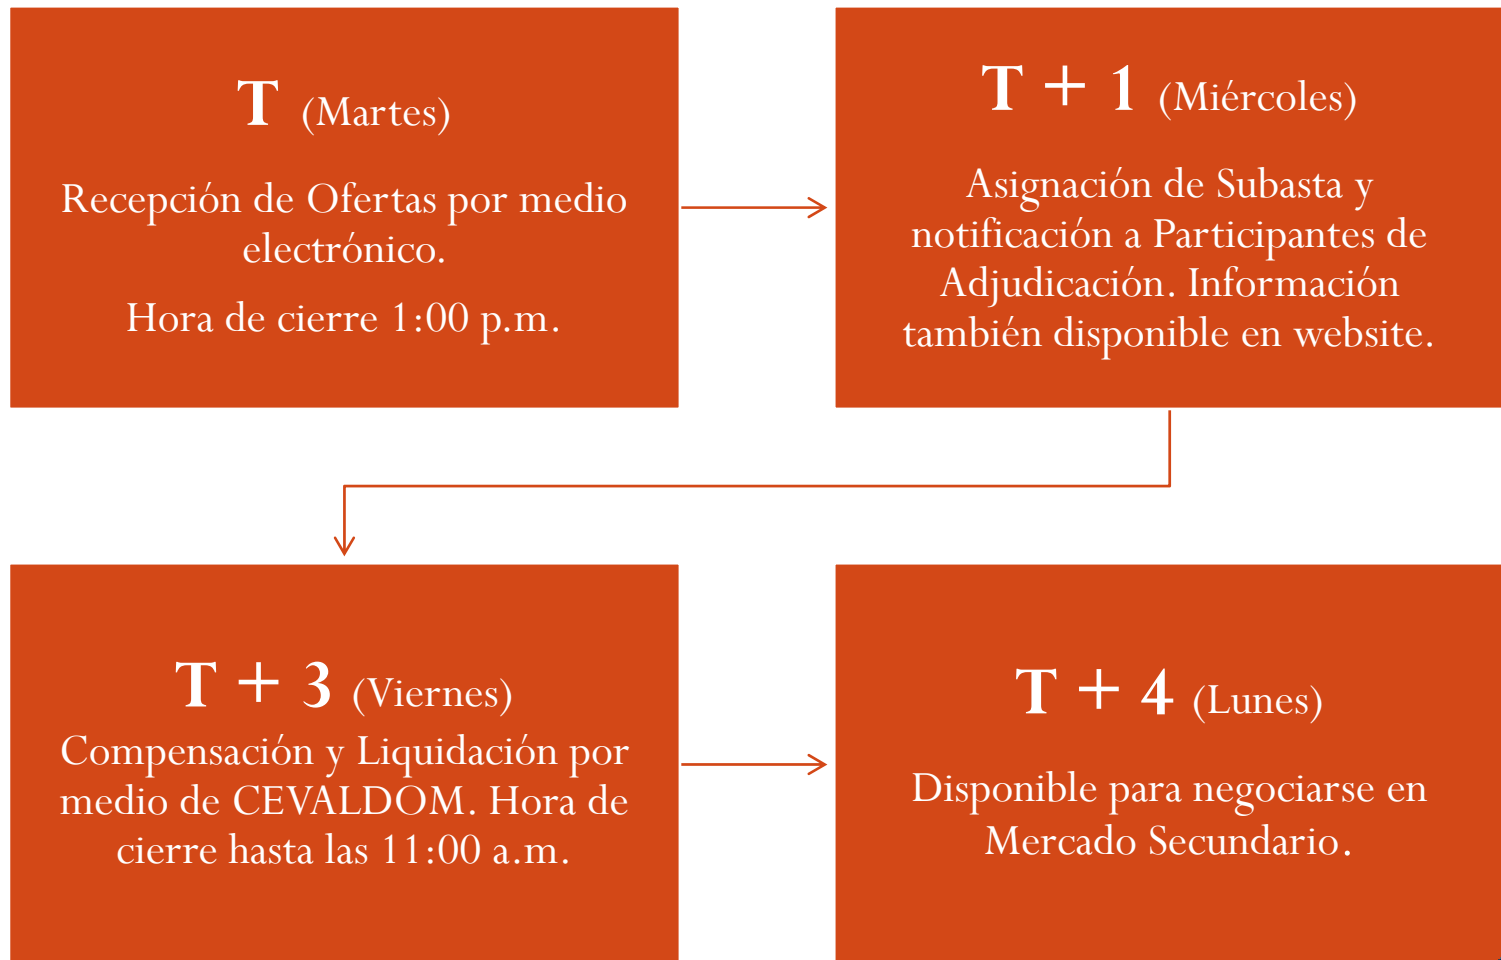 T (Martes)
Recepción de Ofertas por medio
electrónico.
Hora de cierre 1:00 p.m.
T + 1 (Miércoles)
Asignación de Subasta y
notificación a Participantes de
Adjudicación. Información
también disponible en website.
T + 3 (Viernes)
Compensación y Liquidación por
medio de CEVALDOM. Hora de
cierre hasta las 11:00 a.m.
T + 4 (Lunes)
Disponible para negociarse en
Mercado Secundario.